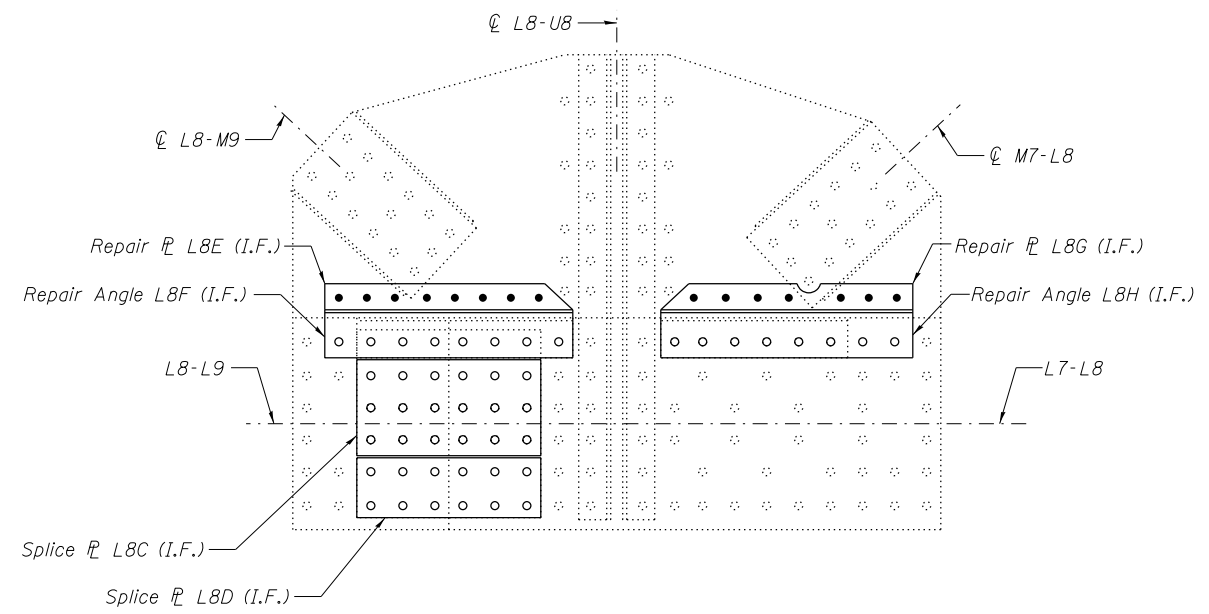 ℄ L8-U8
℄ L8-M9
℄ M7-L8
Repair ⅊ L8E (I.F.)
Repair ⅊ L8G (I.F.)
Repair Angle L8F (I.F.)
Repair Angle L8H (I.F.)
L8-L9
L7-L8
Splice ⅊ L8C (I.F.)
Splice ⅊ L8D (I.F.)